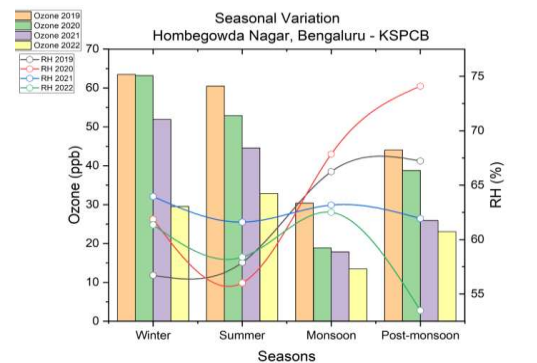 Ozone 2019
Ozone 2020
Ozone 2021
Ozone 2022
RH 2019
RH 2020
RH 2021
RH 2022
Seasonal Variation
Hombegowda Nagar, Bengaluru - KSPCB
70
60
50
40
30
20
10
0
Ozone (ppb)
75
70
65
60
55
RH (%)
Winter Summer Monsoon Post-monsoon
Seasons